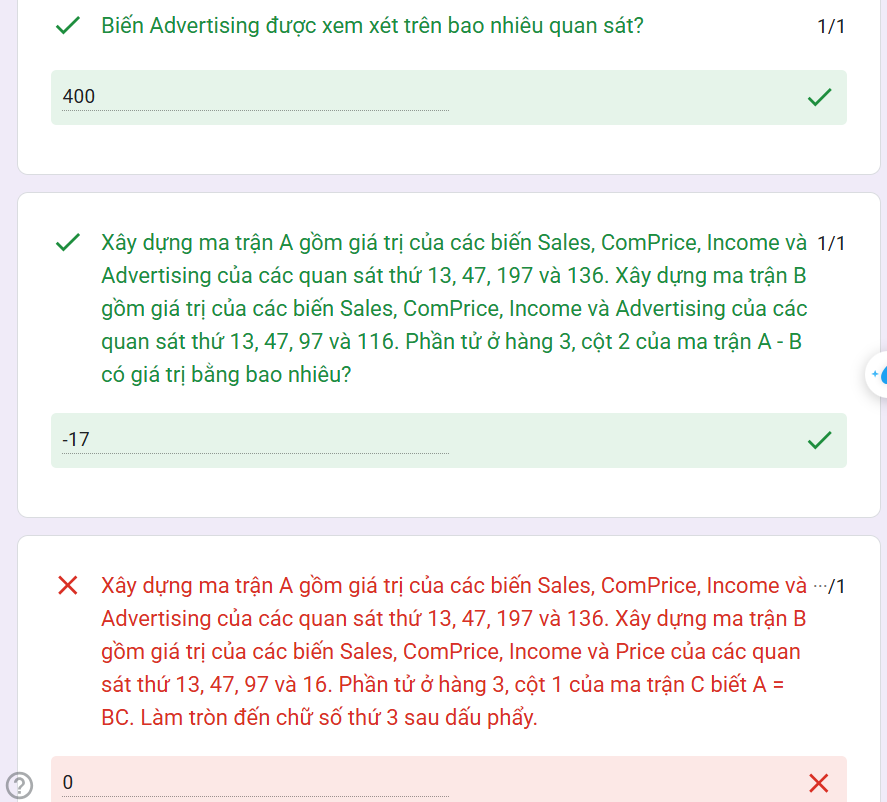 Biến Advertising được xem xét trên bao nhiêu quan sát? 1/1
400
Xây dựng ma trận A gồm giá trị của các biến Sales, ComPrice, Income và 1/1
Advertising của các quan sát thứ 13, 47, 197 và 136. Xây dựng ma trận B
gồm giá trị của các biến Sales, ComPrice, Income và Advertising của các
quan sát thứ 13, 47, 97 và 116. Phần tử ở hàng 3, cột 2 của ma trận A - B
có giá trị bằng bao nhiêu?
-17
Xây dựng ma trận A gồm giá trị của các biến Sales, ComPrice, Income và ···/1
Advertising của các quan sát thứ 13, 47, 197 và 136. Xây dựng ma trận B
gồm giá trị của các biến Sales, ComPrice, Income và Price của các quan
sát thứ 13, 47, 97 và 16. Phần tử ở hàng 3, cột 1 của ma trận C biết A =
BC. Làm tròn đến chữ số thứ 3 sau dấu phẩy.
0